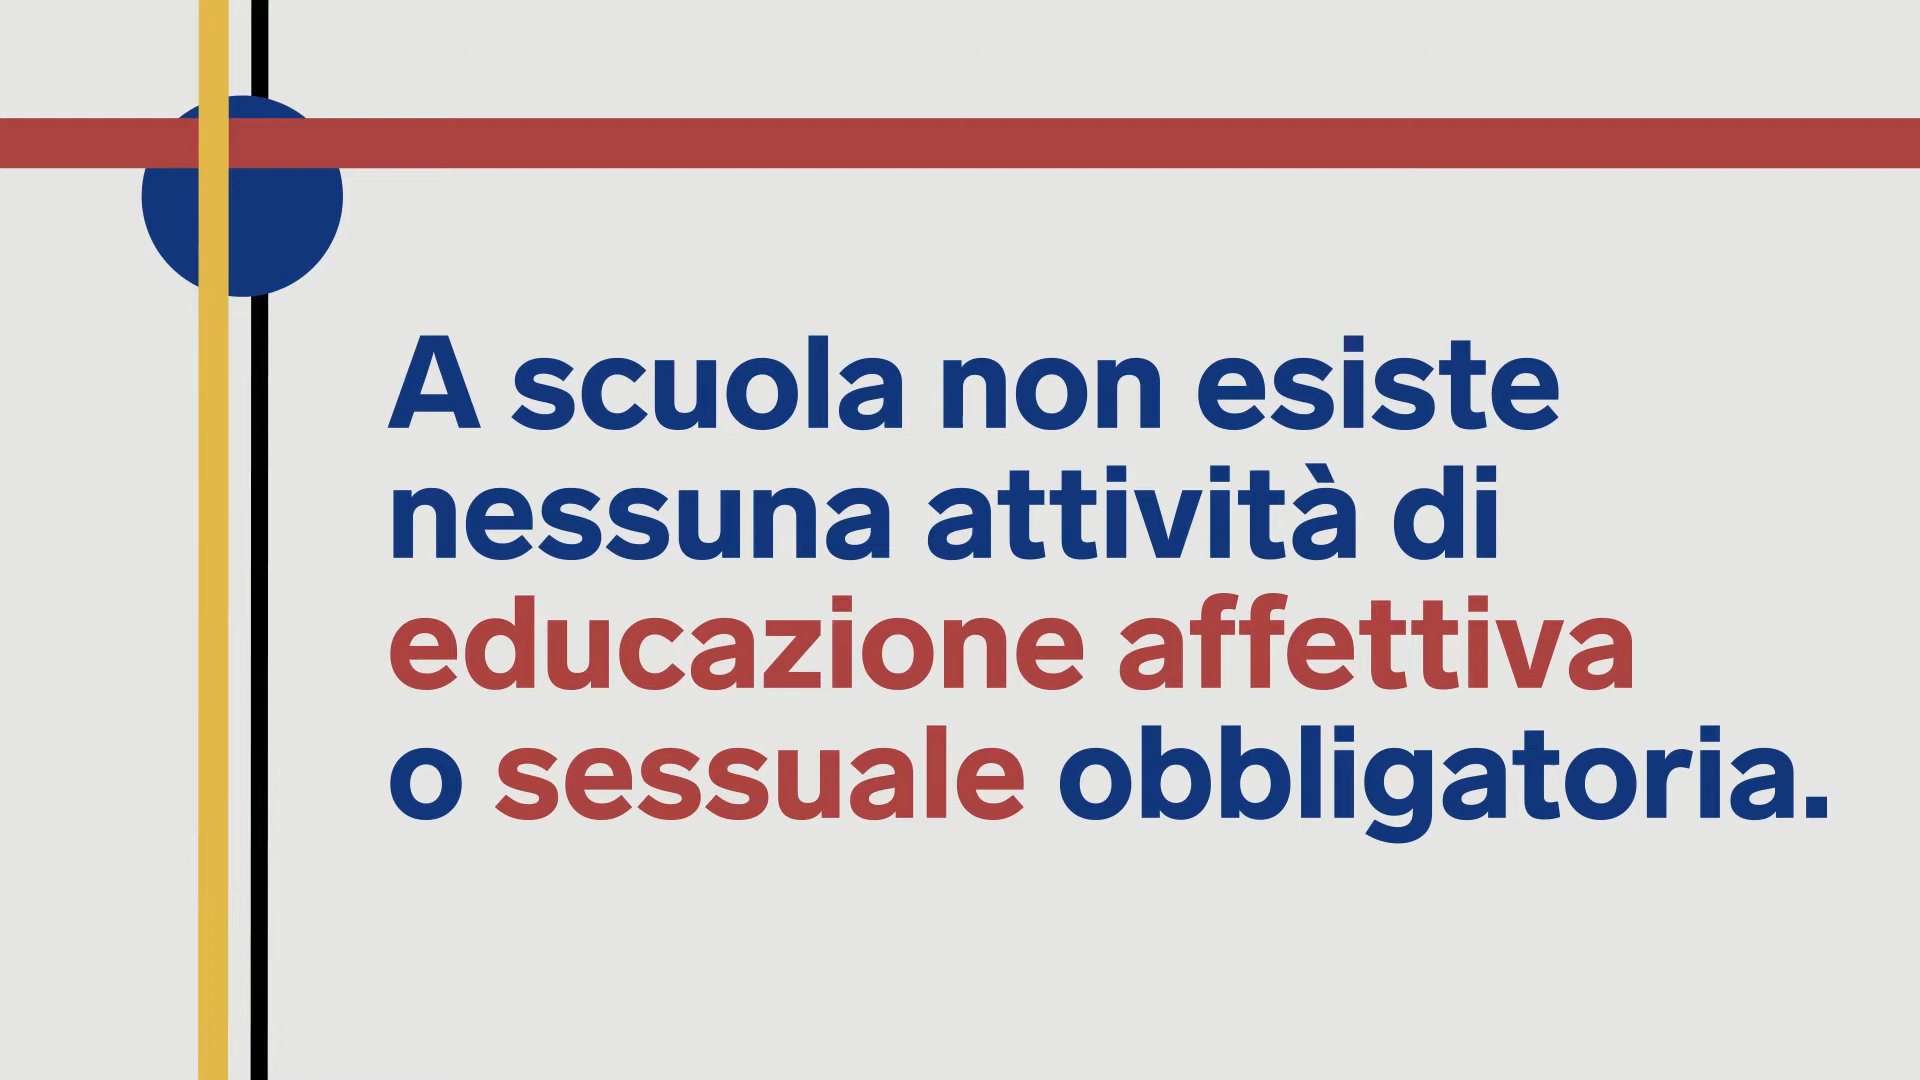 A scuola non esiste
nessuna attività di
educazione affettiva
o sessuale obbligatoria.